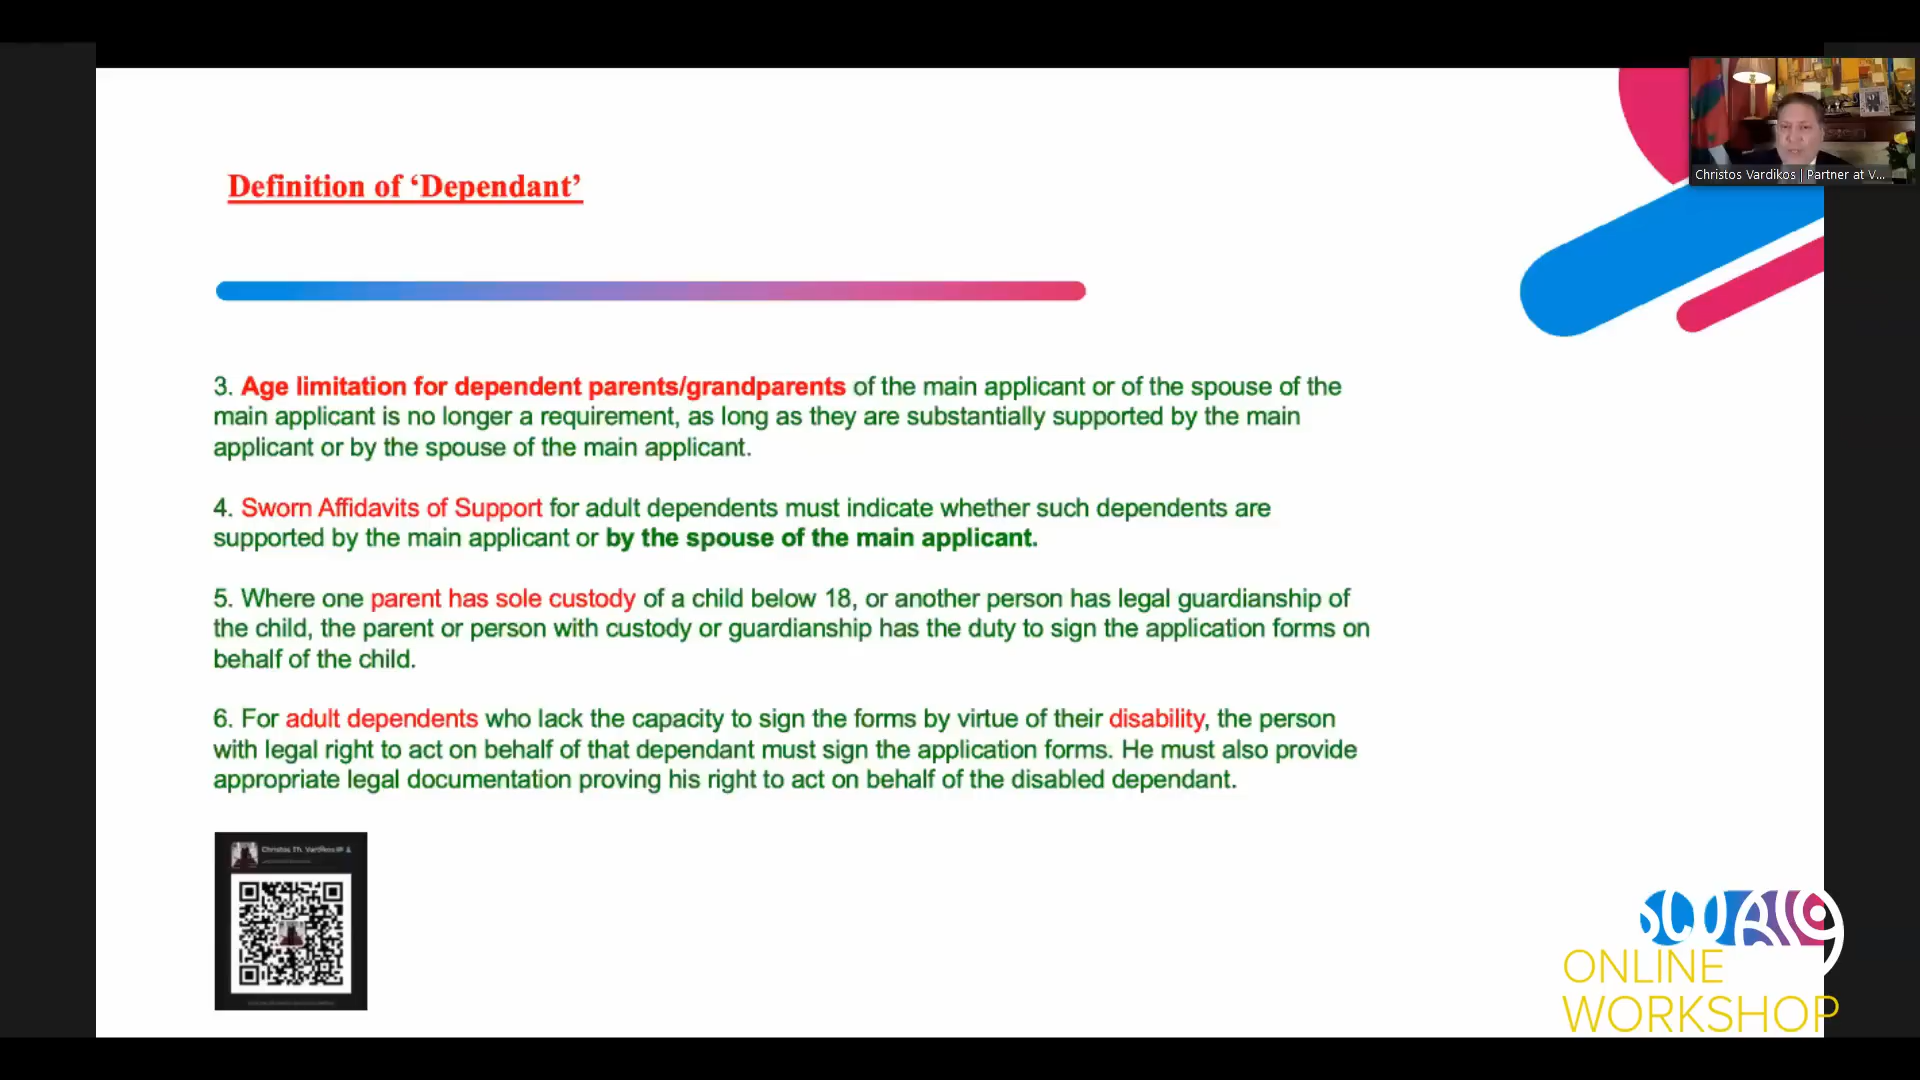 Christos Vardikos | Partner at V...
Definition of ‘Dependant’
3. Age limitation for dependent parents/grandparents of the main applicant or of the spouse of the
main applicant is no longer a requirement, as long as they are substantially supported by the main
applicant or by the spouse of the main applicant.
4. Sworn Affidavits of Support for adult dependents must indicate whether such dependents are
supported by the main applicant or by the spouse of the main applicant.
5. Where one parent has sole custody of a child below 18, or another person has legal guardianship of
the child, the parent or person with custody or guardianship has the duty to sign the application forms on
behalf of the child.
6. For adult dependents who lack the capacity to sign the forms by virtue of their disability, the person
with legal right to act on behalf of that dependant must sign the application forms. He must also provide
appropriate legal documentation proving his right to act on behalf of the disabled dependant.
Christos Th. Vardikos
ONLINE
WORKSHOP